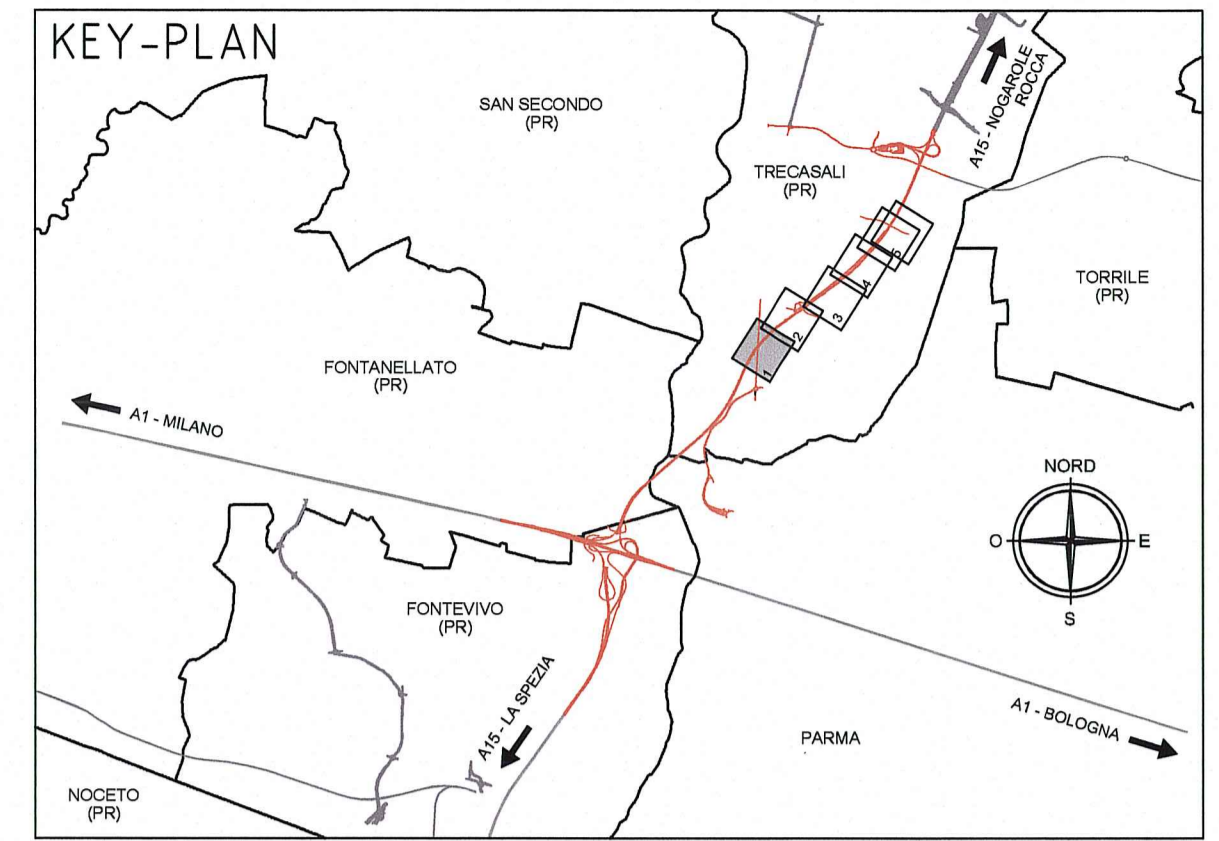 KEY-PLAN
SAN SECONDO
(PR)
A15 - NOGAROLE
ROCCA
TRECASALI
(PR)
TORRILE
(PR)
5
4
3
2
1
FONTANELLATO
(PR)
A1 - MILANO
NORD
O
E
S
FONTEVIVO
(PR)
A15 - LA SPEZIA
A1 - BOLOGNA
PARMA
NOCETO
(PR)